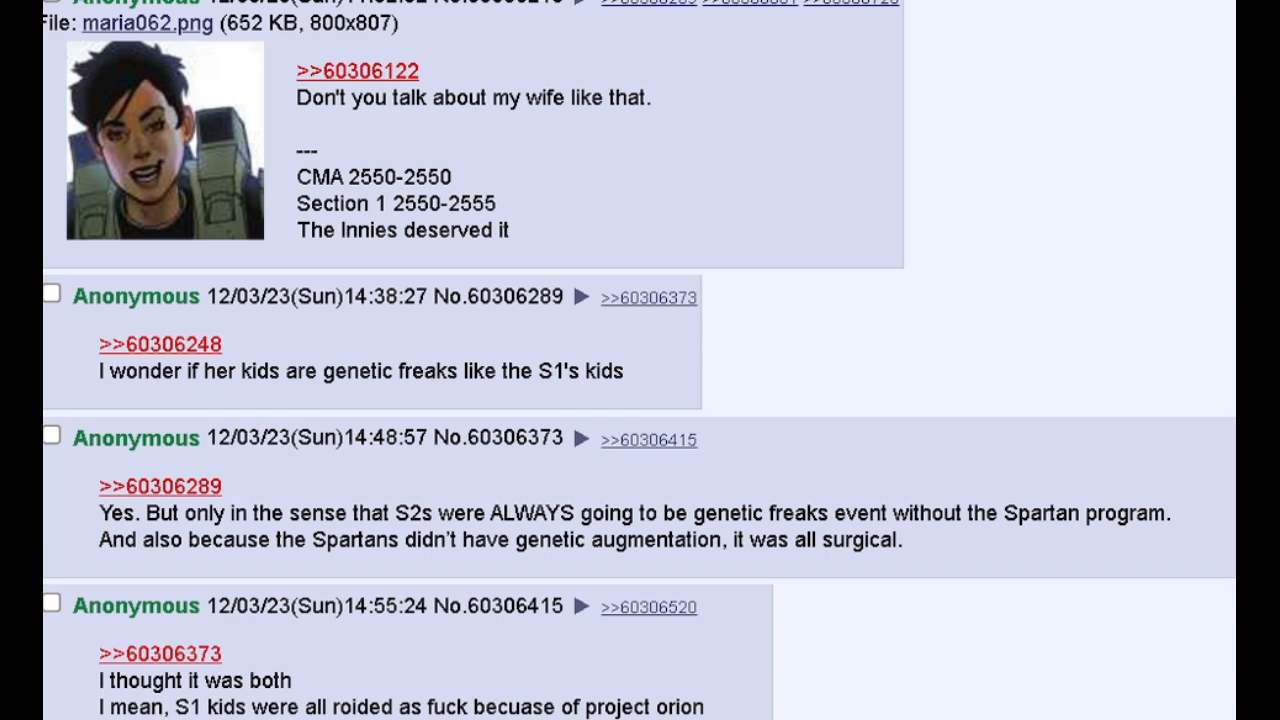 File: maria062.png (652 KB, 800x807)
>>60306122
Don't you talk about my wife like that.
---
CMA 2550-2550
Section 1 2550-2555
The Innies deserved it
Anonymous 12/03/23(Sun)14:38:27 No.60306289 ▶ >>60306373
>>60306248
I wonder if her kids are genetic freaks like the S1's kids
Anonymous 12/03/23(Sun)14:48:57 No.60306373 ▶ >>60306415
>>60306289
Yes. But only in the sense that S2s were ALWAYS going to be genetic freaks event without the Spartan program.
And also because the Spartans didn't have genetic augmentation, it was all surgical.
Anonymous 12/03/23(Sun)14:55:24 No.60306415 ▶ >>60306520
>>60306373
I thought it was both
I mean, S1 kids were all roided as fuck becuase of project orion